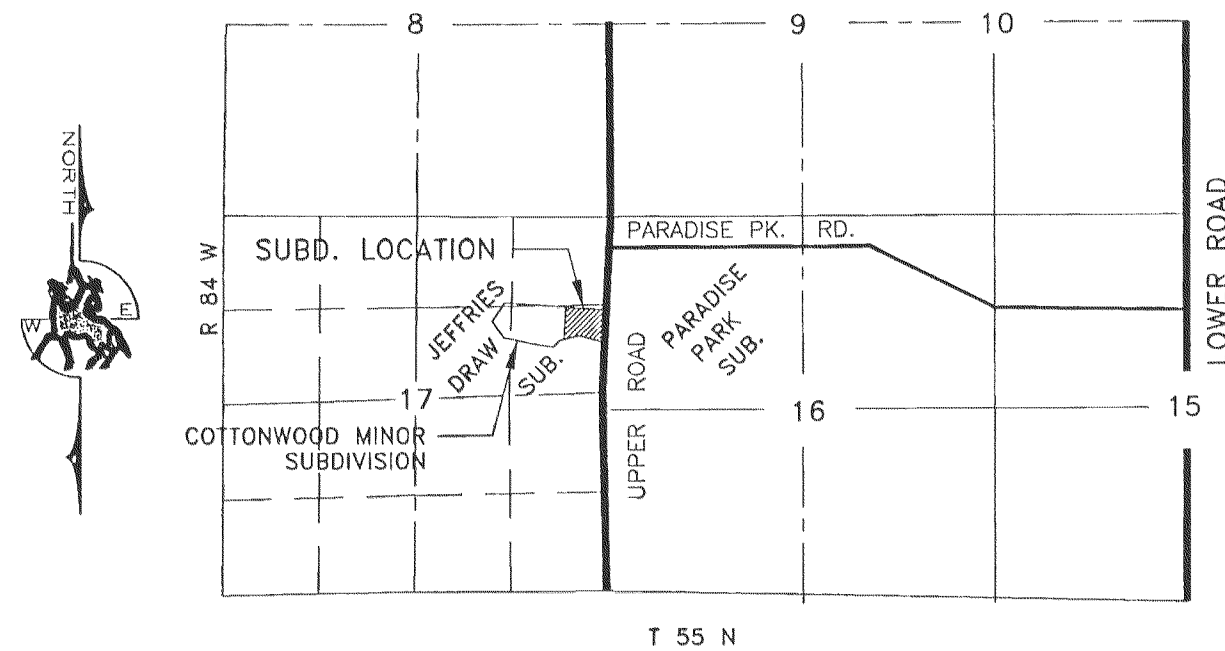 8
9
10
NORTH
W
E
R 84 W
SUBD. LOCATION
PARADISE PK. RD.
LOWER ROAD
JEFFRIES
DRAW
SUB.
PARADISE
PARK
SUB.
UPPER ROAD
17
16
15
COTTONWOOD MINOR
SUBDIVISION
T 55 N